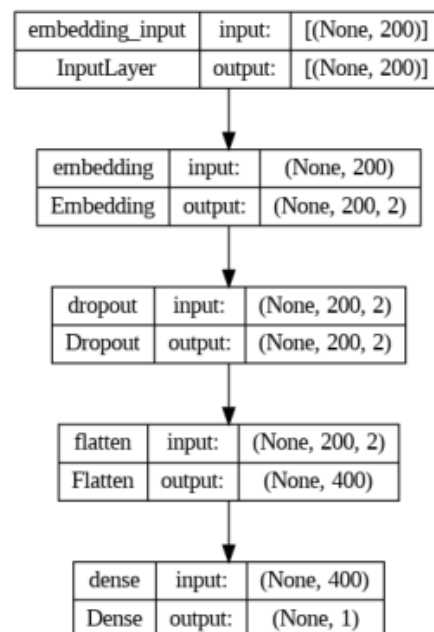 embedding_input input: [(None, 200)]
InputLayer output: [(None, 200)]
embedding input: (None, 200)
Embedding output: (None, 200, 2)
dropout input: (None, 200, 2)
Dropout output: (None, 200, 2)
flatten input: (None, 200, 2)
Flatten output: (None, 400)
dense input: (None, 400)
Dense output: (None, 1)